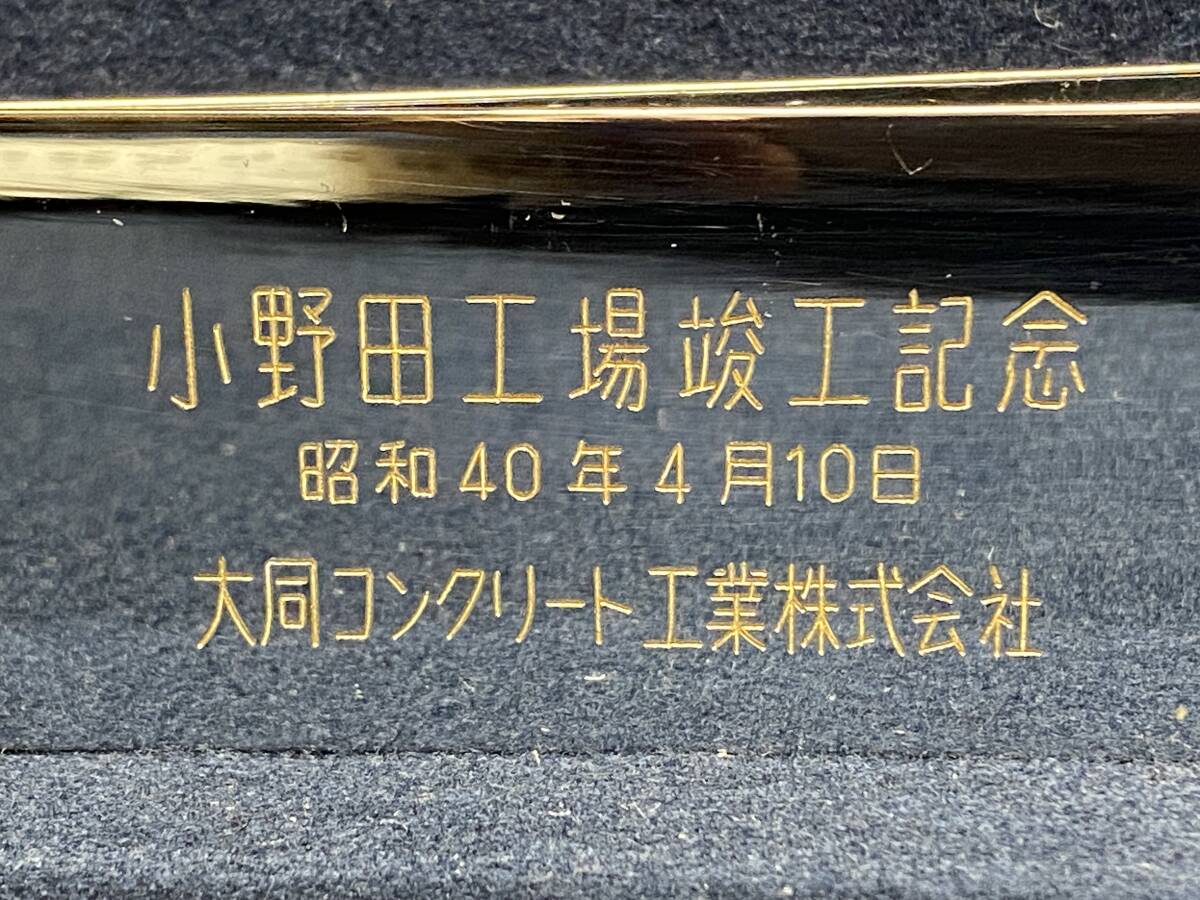 小野田工場竣工記念
昭和40年4月10日
大同コンクリート工業株式会社